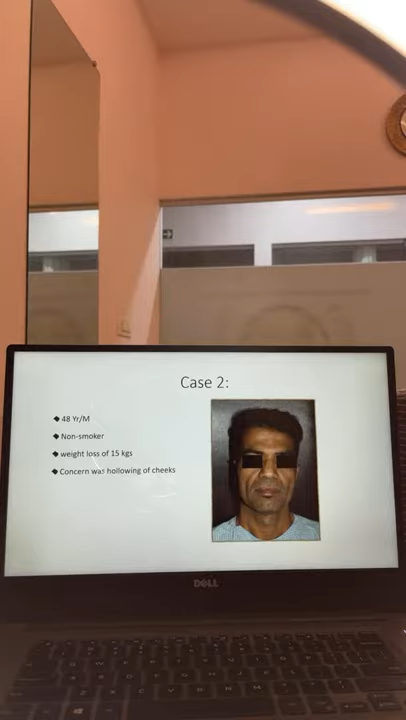 Case 2:
◆ 48 Yr/M
◆ Non-smoker
◆ weight loss of 15 kgs
◆ Concern was hollowing of cheeks
DELL